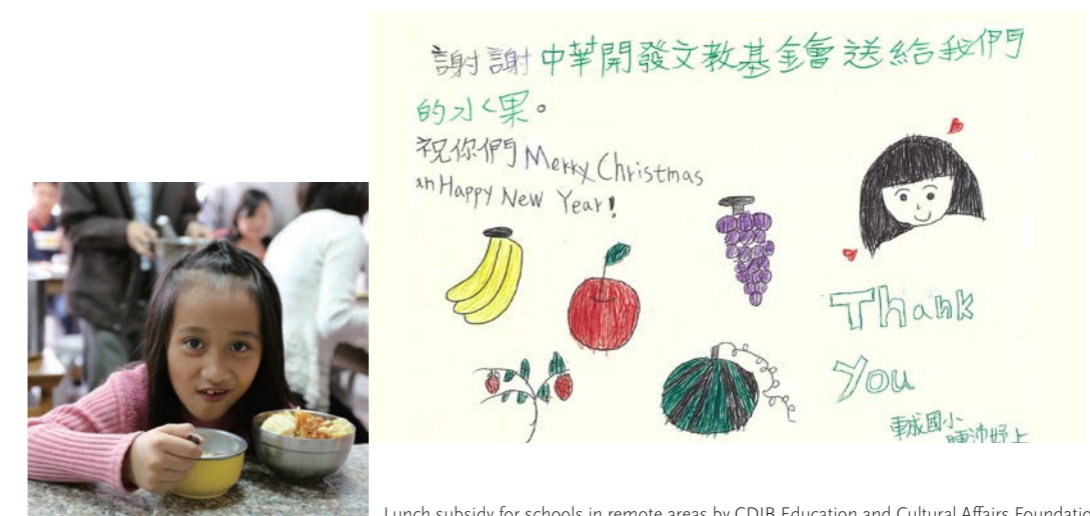 謝謝中華開發文教基金會送給我們
的水果。
祝你們 Merry Christmas
an Happy New Year!
Thank
You
車城國小
Lunch subsidy for schools in remote areas by CDIB Education and Cultural Affairs Foundatio